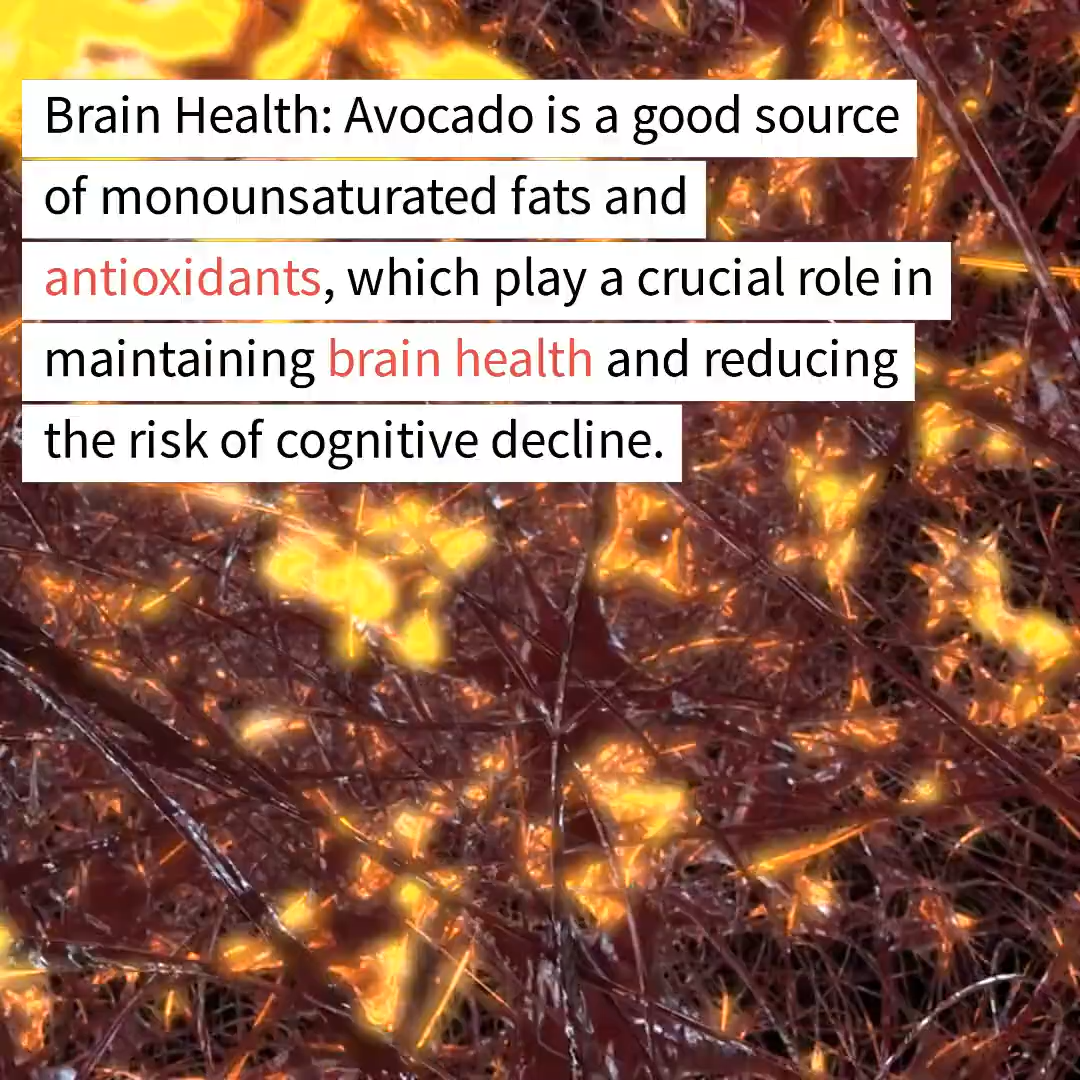 Brain Health: Avocado is a good source
of monounsaturated fats and
antioxidants, which play a crucial role in
maintaining brain health and reducing
the risk of cognitive decline.